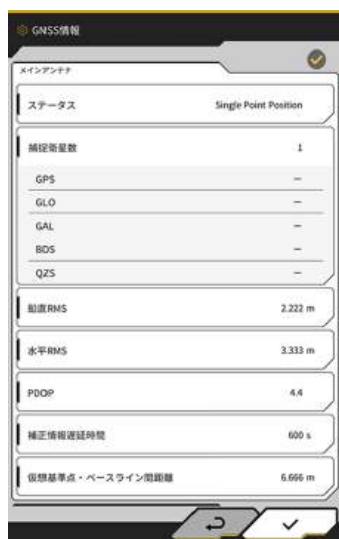 GNSS情報
メインアンテナ
ステータス Single Point Position
捕捉衛星数 1
GPS —
GLO —
GAL —
BDS —
QZS —
鉛直RMS 2.222 m
水平RMS 3.333 m
PDOP 4.4
補正情報遅延時間 600 s
仮想基準点・ベースライン間距離 6.666 m